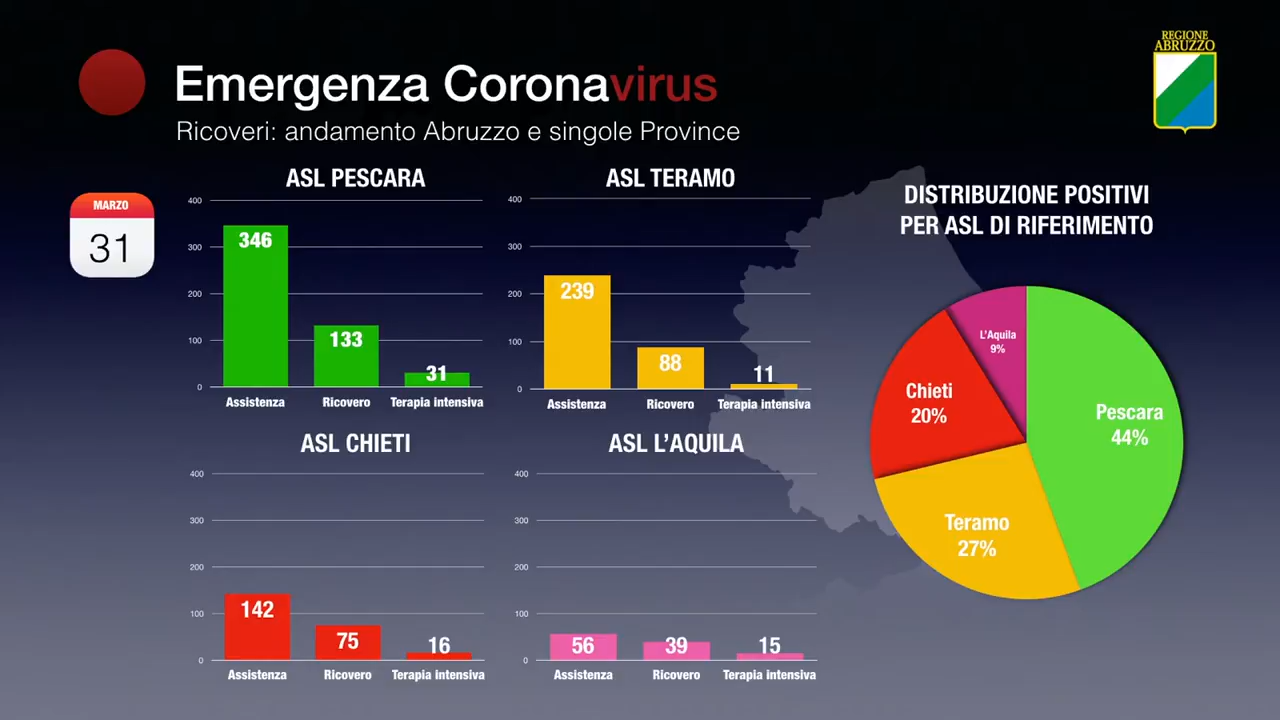 REGIONE
ABRUZZO
Emergenza Coronavirus
Ricoveri: andamento Abruzzo e singole Province
MARZO
31
ASL PESCARA
400
300
200
100
0
346
133
31
Assistenza
Ricovero
Terapia intensiva
ASL TERAMO
400
300
200
100
0
239
88
11
Assistenza
Ricovero
Terapia intensiva
ASL CHIETI
400
300
200
100
0
142
75
16
Assistenza
Ricovero
Terapia intensiva
ASL L'AQUILA
400
300
200
100
0
56
39
15
Assistenza
Ricovero
Terapia intensiva
DISTRIBUZIONE POSITIVI
PER ASL DI RIFERIMENTO
L'Aquila
9%
Chieti
20%
Pescara
44%
Teramo
27%